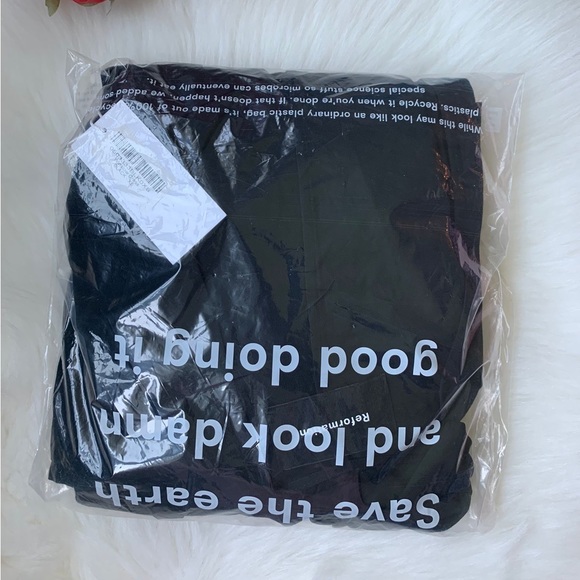 Save the earth
and look damn
good doing it
Reformation
While this may look like an ordinary plastic bag, it's made out of 100% recyc
plastics. Recycle it when you're done. If that doesn't happen, we added so
special science stuff so microbes can eventually eat it.